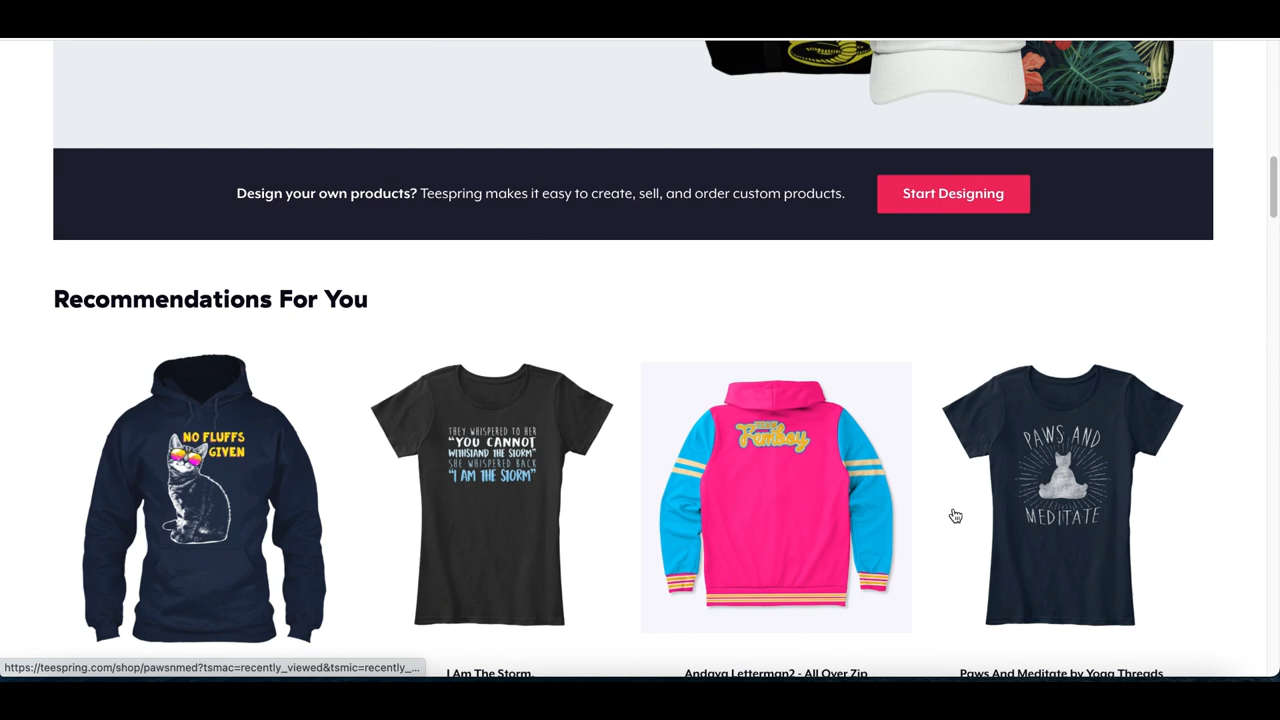 Design your own products? Teespring makes it easy to create, sell, and order custom products.
Start Designing
Recommendations For You
NO FLUFFS
GIVEN
THEY WHISPERED TO HER
"YOU CANNOT
WITHSTAND THE STORM"
SHE WHISPERED BACK
"I AM THE STORM"
Femboy
PAWS AND
MEDITATE
https://teespring.com/shop/pawsnmed?tsmac=recently_viewed&tsmic=recently_...
I Am The Storm.
Andava Letterman2 - All Over Zip
Paws And Meditate by Yoga Threads